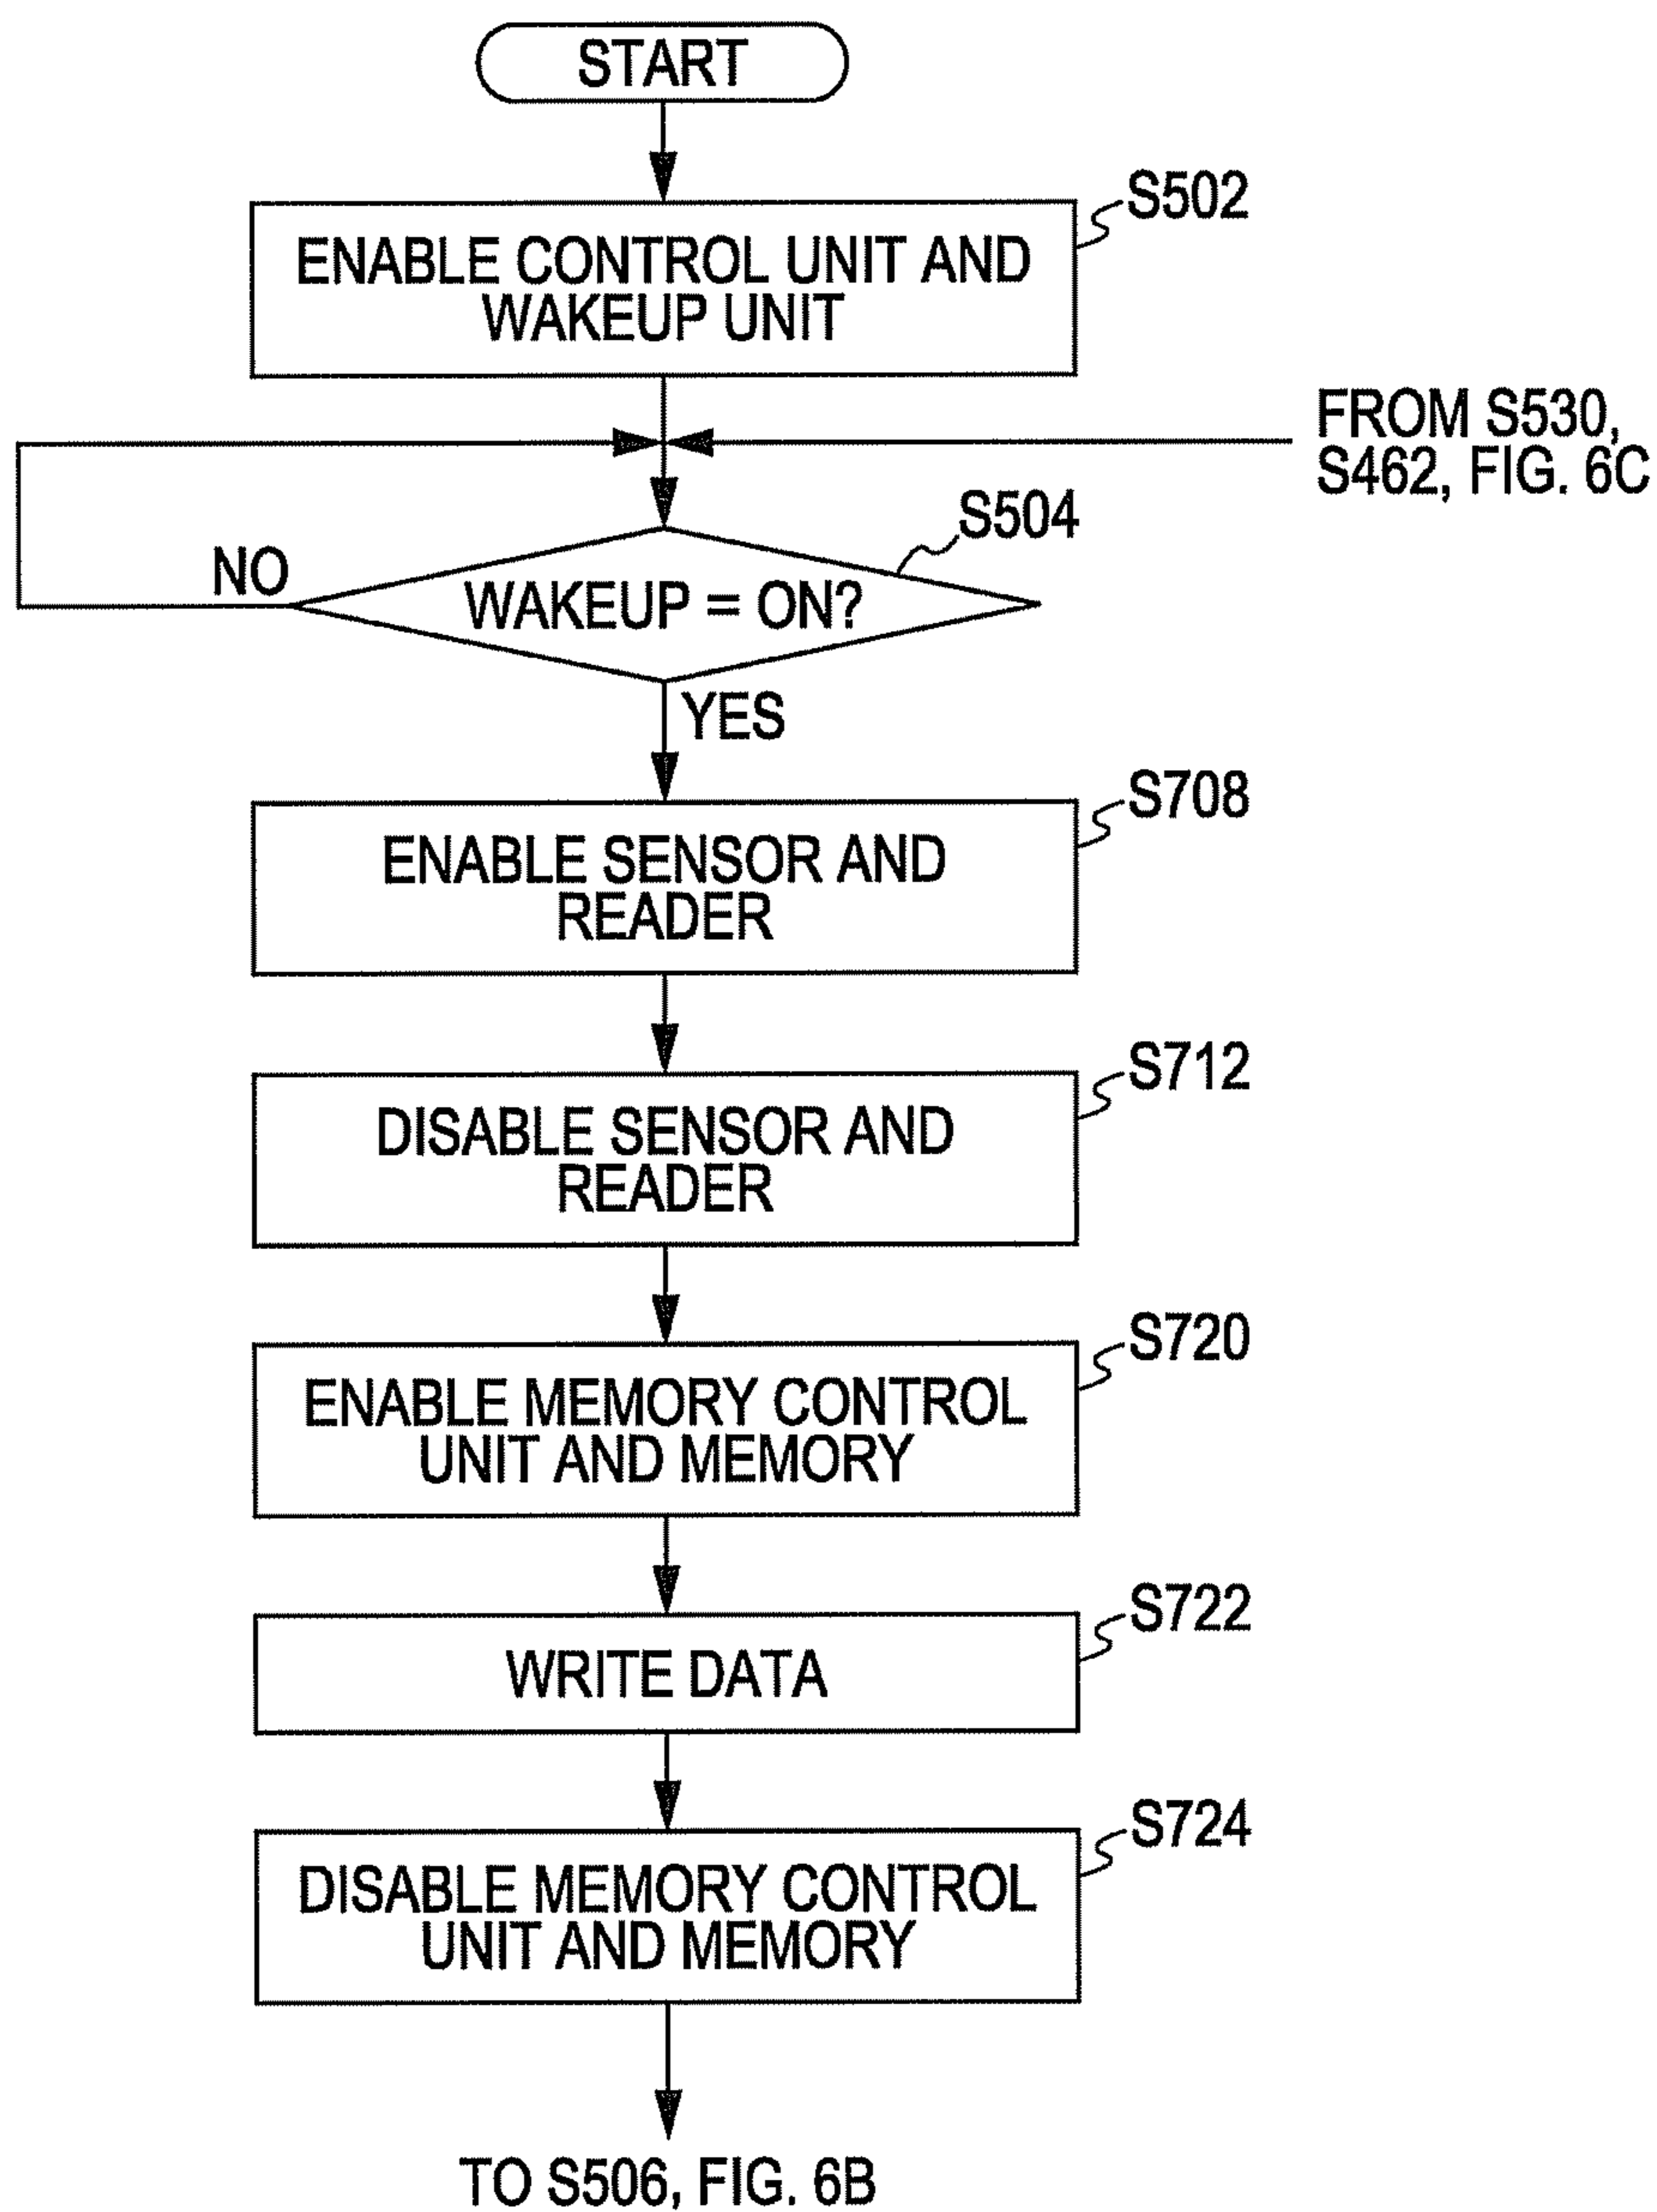 START
S502
ENABLE CONTROL UNIT AND
WAKEUP UNIT
FROM S530,
S462, FIG. 6C
S504
NO
WAKEUP = ON?
YES
S708
ENABLE SENSOR AND
READER
S712
DISABLE SENSOR AND
READER
S720
ENABLE MEMORY CONTROL
UNIT AND MEMORY
S722
WRITE DATA
S724
DISABLE MEMORY CONTROL
UNIT AND MEMORY
TO S506, FIG. 6B